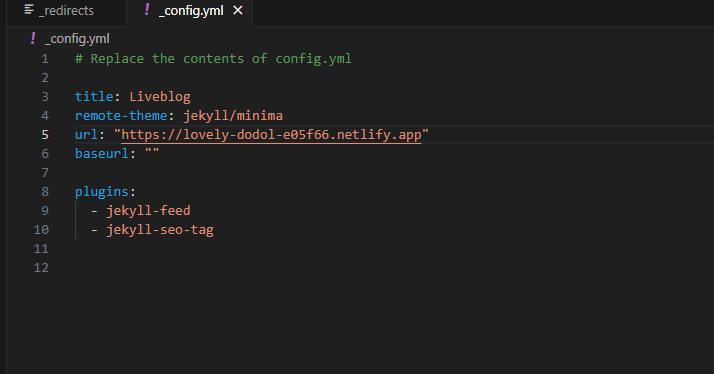 _redirects
! _config.yml ×
! _config.yml
1 # Replace the contents of config.yml
2
3 title: Liveblog
4 remote-theme: jekyll/minima
5 url: "https://lovely-dodol-e05f66.netlify.app"
6 baseurl: ""
7
8 plugins:
9 - jekyll-feed
10 - jekyll-seo-tag
11
12